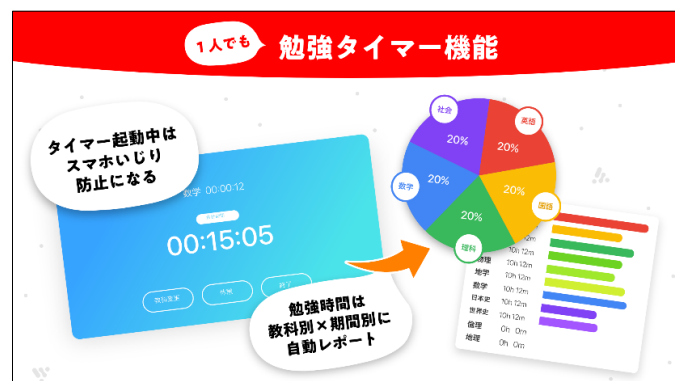 1人でも
勉強タイマー機能
タイマー起動中は
スマホいじり
防止になる
数学 00:00:12
00:15:05
教科変更
勉強時間は
教科別×期間別に
自動レポート
社会
英語
数学
国語
理科
20%
20%
20%
20%
20%
10h 12m
物理 10h 12m
地学 10h 12m
数学 10h 12m
日本史 10h 12m
世界史 10h 12m
倫理 0h 0m
地理 0h 0m